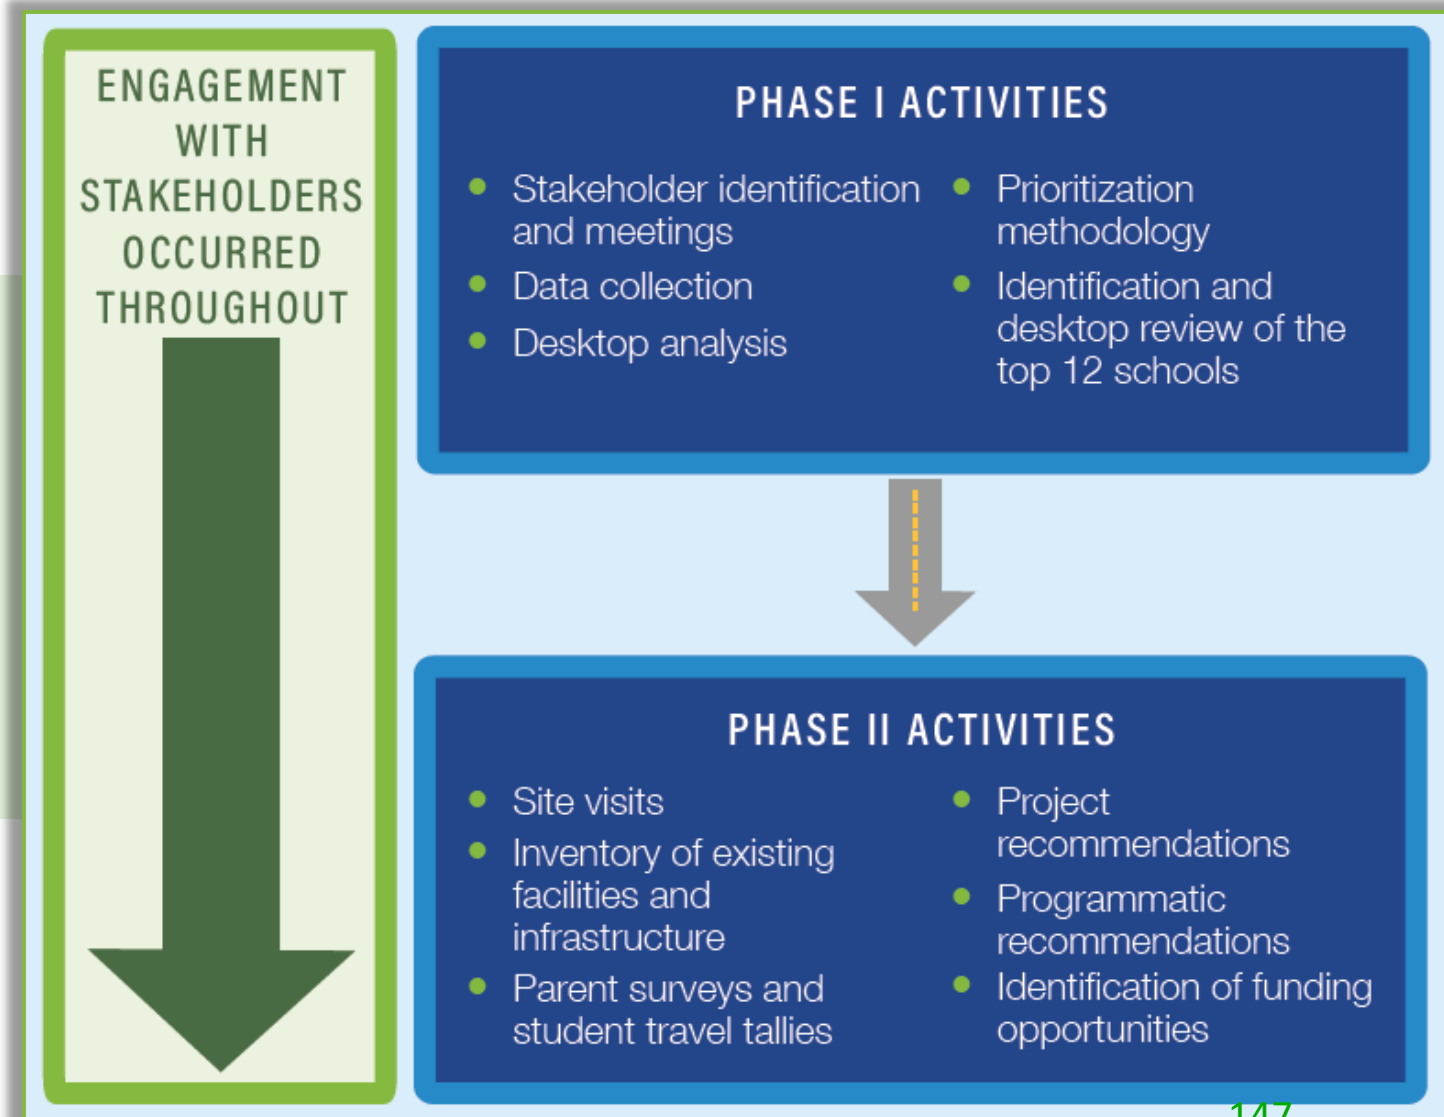 ENGAGEMENT
WITH
STAKEHOLDERS
OCCURRED
THROUGHOUT
PHASE I ACTIVITIES
Stakeholder identification
and meetings
Data collection
Desktop analysis
Prioritization
methodology
Identification and
desktop review of the
top 12 schools
PHASE II ACTIVITIES
Site visits
Inventory of existing
facilities and
infrastructure
Parent surveys and
student travel tallies
Project
recommendations
Programmatic
recommendations
Identification of funding
opportunities
147